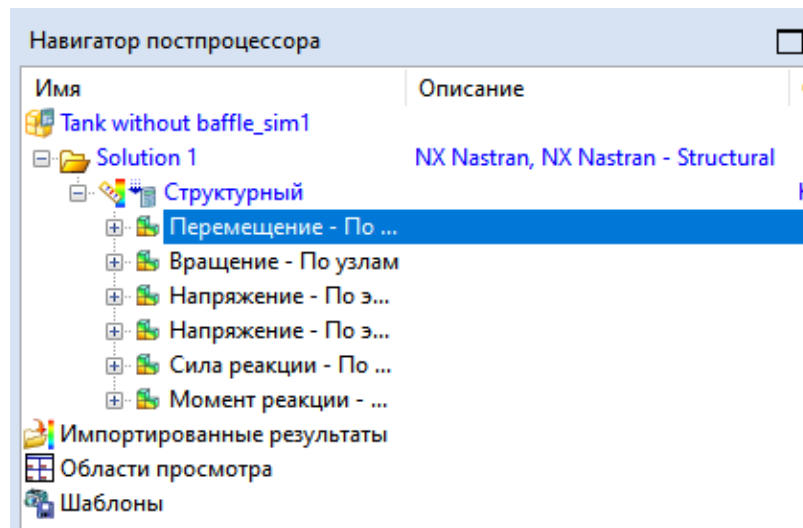 Навигатор постпроцессора
Имя Описание
Tank without baffle_sim1
Solution 1 NX Nastran, NX Nastran - Structural
Структурный
Перемещение - По ...
Вращение - По узлам
Напряжение - По э...
Напряжение - По э...
Сила реакции - По ...
Момент реакции - ...
Импортированные результаты
Области просмотра
Шаблоны